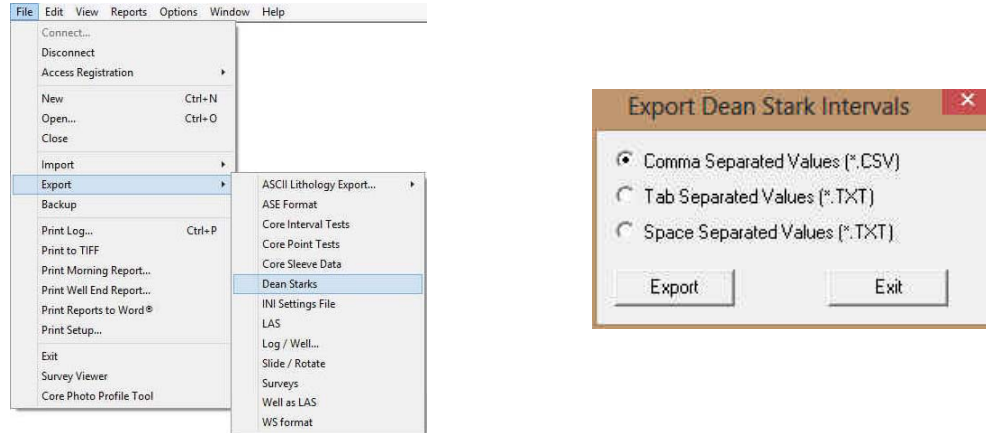 File Edit View Reports Options Window Help
Connect...
Disconnect
Access Registration
New Ctrl+N
Open... Ctrl+O
Close
Import
Export
Backup
Print Log... Ctrl+P
Print to TIFF
Print Morning Report...
Print Well End Report...
Print Reports to Word®
Print Setup...
Exit
Survey Viewer
Core Photo Profile Tool
ASCII Lithology Export...
ASE Format
Core Interval Tests
Core Point Tests
Core Sleeve Data
Dean Starks
INI Settings File
LAS
Log / Well...
Slide / Rotate
Surveys
Well as LAS
WS format
Export Dean Stark Intervals
Comma Separated Values (*.CSV)
Tab Separated Values (*.TXT)
Space Separated Values (*.TXT)
Export Exit